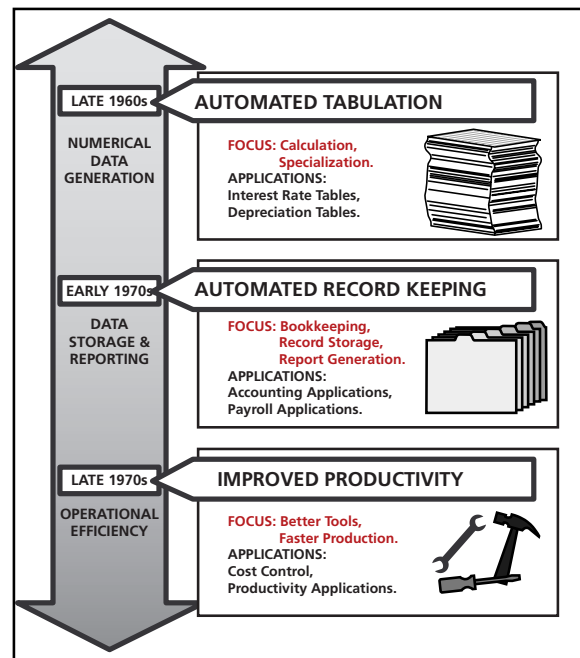 LATE 1960s
AUTOMATED TABULATION
NUMERICAL
DATA
GENERATION
FOCUS: Calculation,
Specialization.
APPLICATIONS:
Interest Rate Tables,
Depreciation Tables.
EARLY 1970s
AUTOMATED RECORD KEEPING
DATA
STORAGE &
REPORTING
FOCUS: Bookkeeping,
Record Storage,
Report Generation.
APPLICATIONS:
Accounting Applications,
Payroll Applications.
LATE 1970s
IMPROVED PRODUCTIVITY
OPERATIONAL
EFFICIENCY
FOCUS: Better Tools,
Faster Production.
APPLICATIONS:
Cost Control,
Productivity Applications.